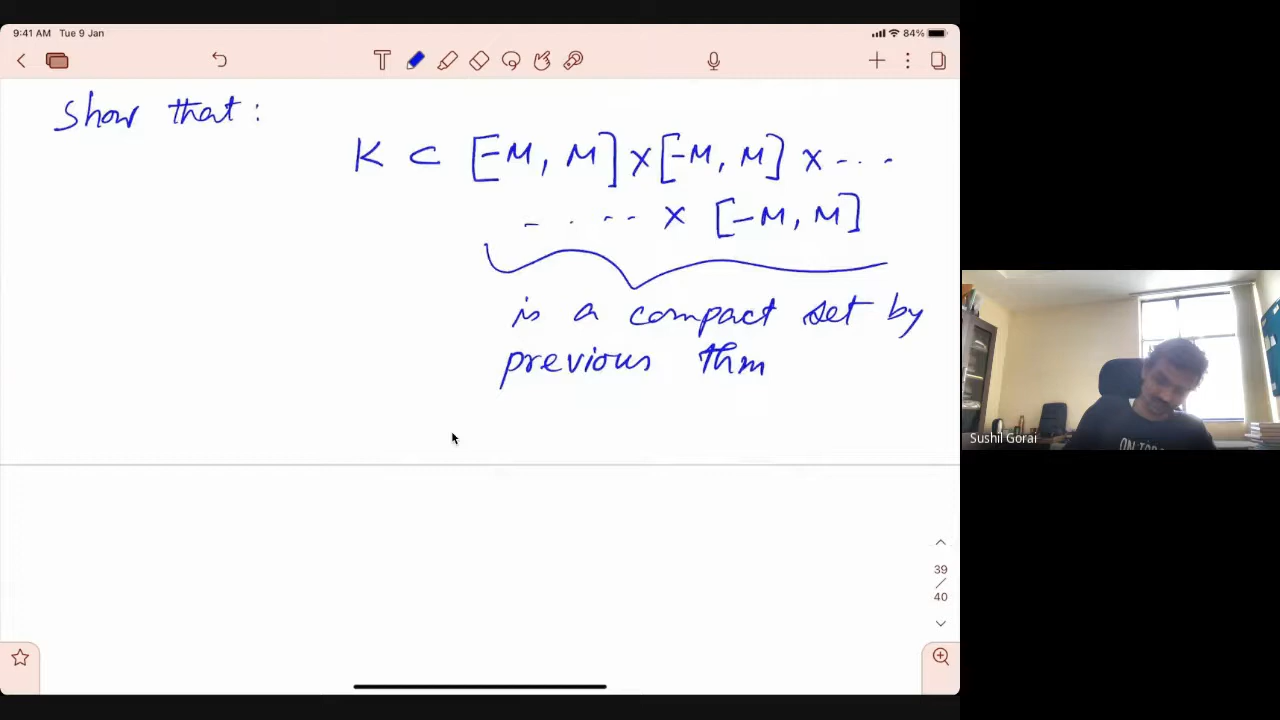 9:41 AM Tue 9 Jan
84%
T
Show that :
K ⊂ [-M, M] × [-M, M] × ...
..... × [-M, M]
is a compact set by
previous thm
Sushil Gorai
39
/
40